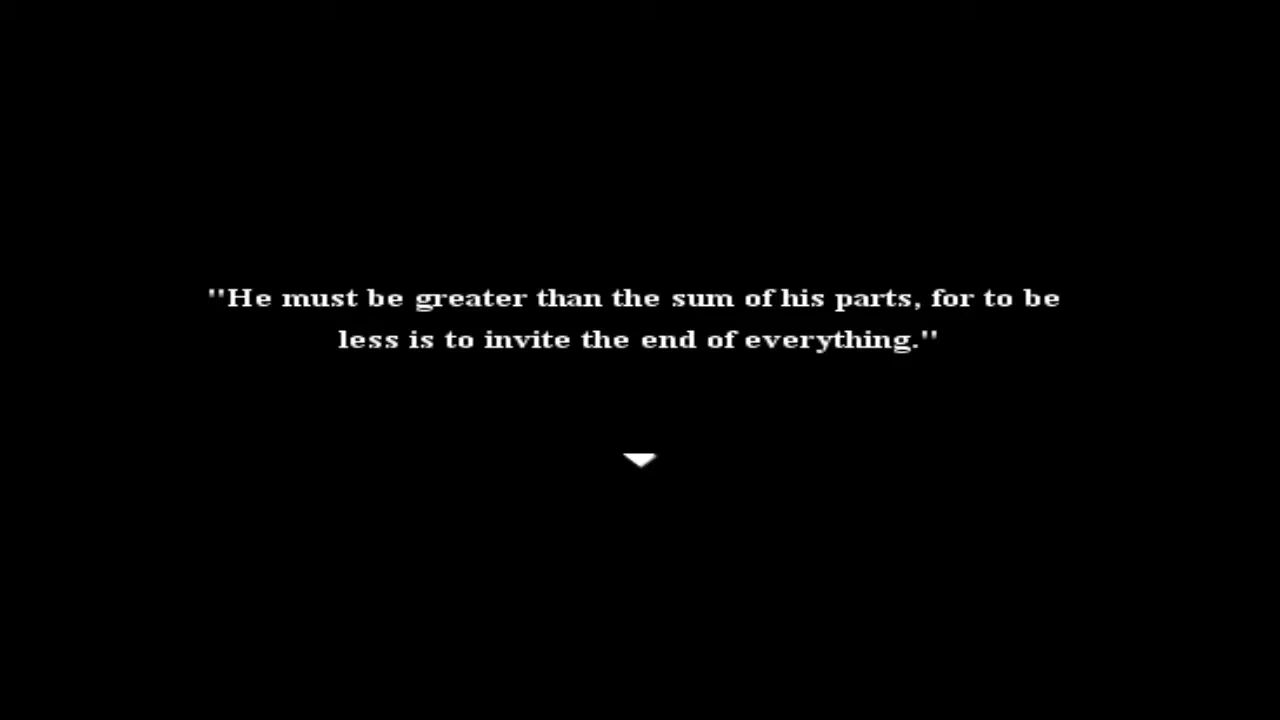 "He must be greater than the sum of his parts, for to be
less is to invite the end of everything."